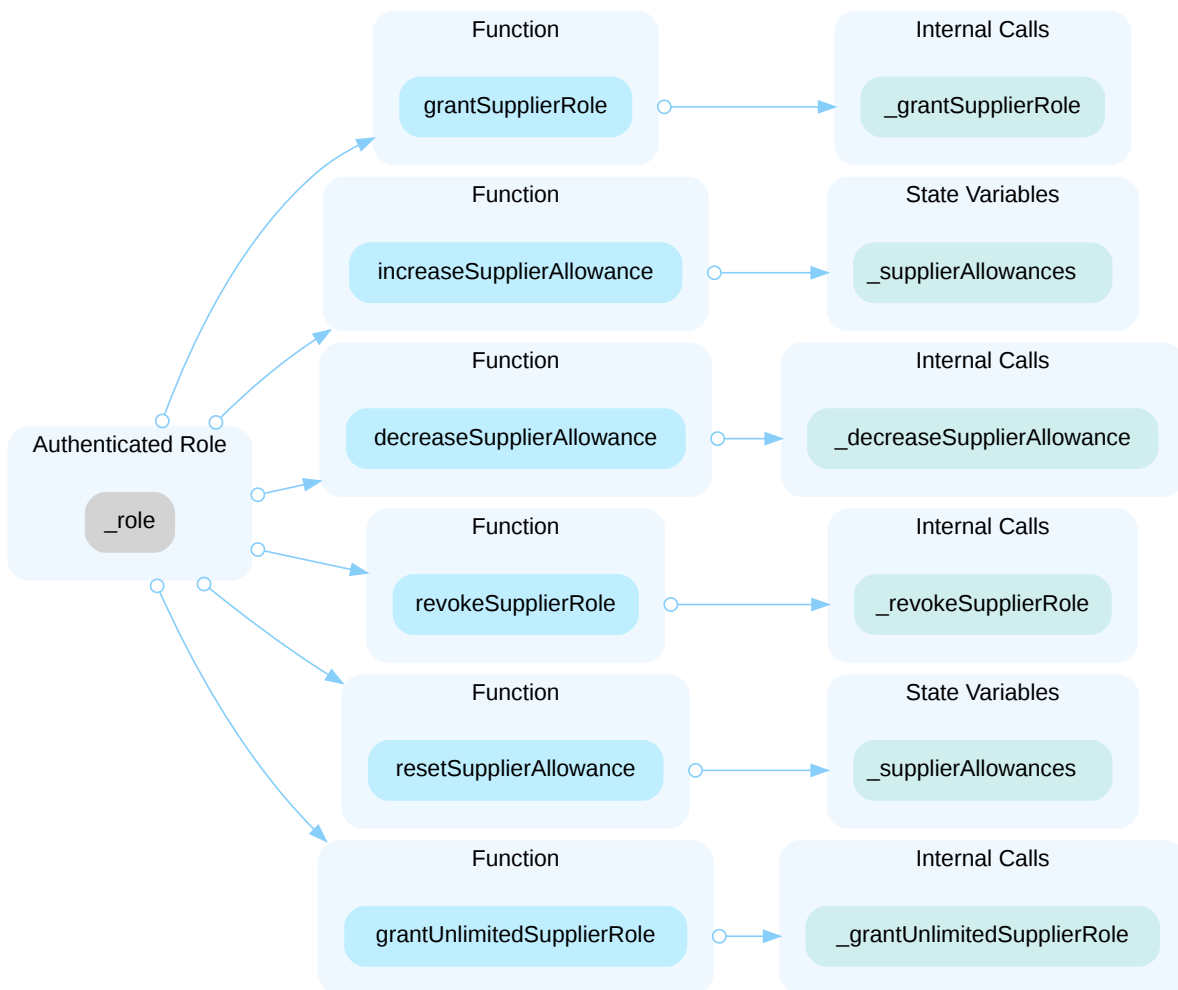 Function
Internal Calls
grantSupplierRole
_grantSupplierRole
Function
State Variables
increaseSupplierAllowance
_supplierAllowances
Function
Internal Calls
decreaseSupplierAllowance
_decreaseSupplierAllowance
Authenticated Role
_role
Function
Internal Calls
revokeSupplierRole
_revokeSupplierRole
Function
State Variables
resetSupplierAllowance
_supplierAllowances
Function
Internal Calls
grantUnlimitedSupplierRole
_grantUnlimitedSupplierRole